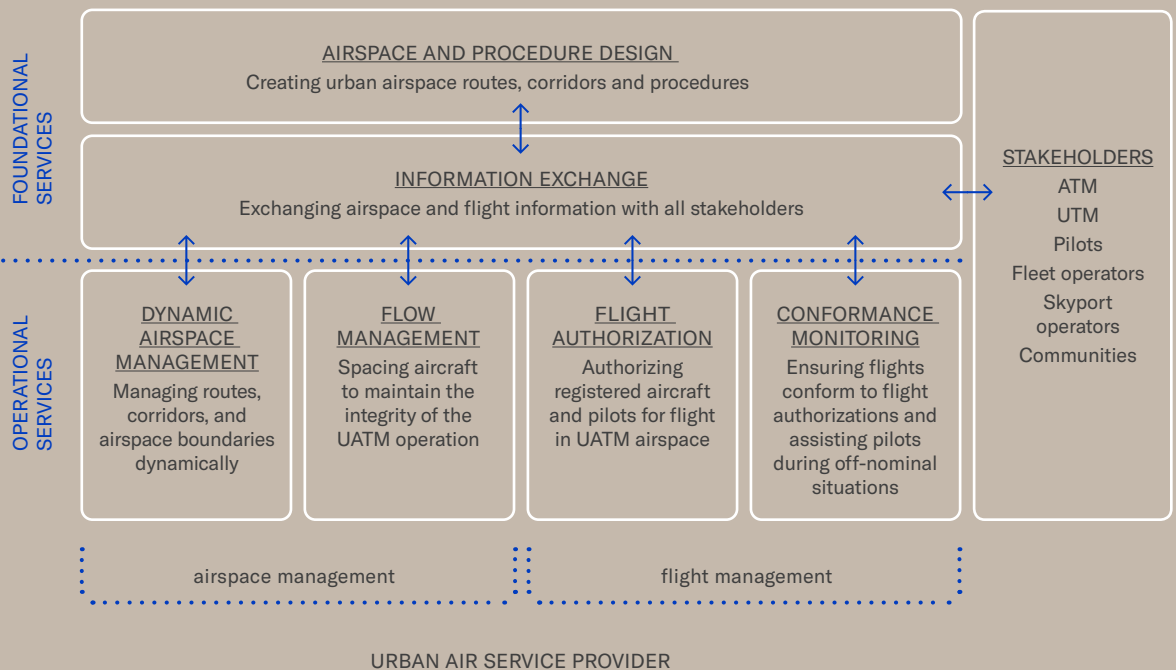 FOUNDATIONAL
SERVICES
AIRSPACE AND PROCEDURE DESIGN
Creating urban airspace routes, corridors and procedures
INFORMATION EXCHANGE
Exchanging airspace and flight information with all stakeholders
STAKEHOLDERS
ATM
UTM
Pilots
Fleet operators
Skyport
operators
Communities
OPERATIONAL
SERVICES
DYNAMIC
AIRSPACE
MANAGEMENT
Managing routes,
corridors, and
airspace boundaries
dynamically
FLOW
MANAGEMENT
Spacing aircraft
to maintain the
integrity of the
UATM operation
FLIGHT
AUTHORIZATION
Authorizing
registered aircraft
and pilots for flight
in UATM airspace
CONFORMANCE
MONITORING
Ensuring flights
conform to flight
authorizations and
assisting pilots
during off-nominal
situations
airspace management
flight management
URBAN AIR SERVICE PROVIDER